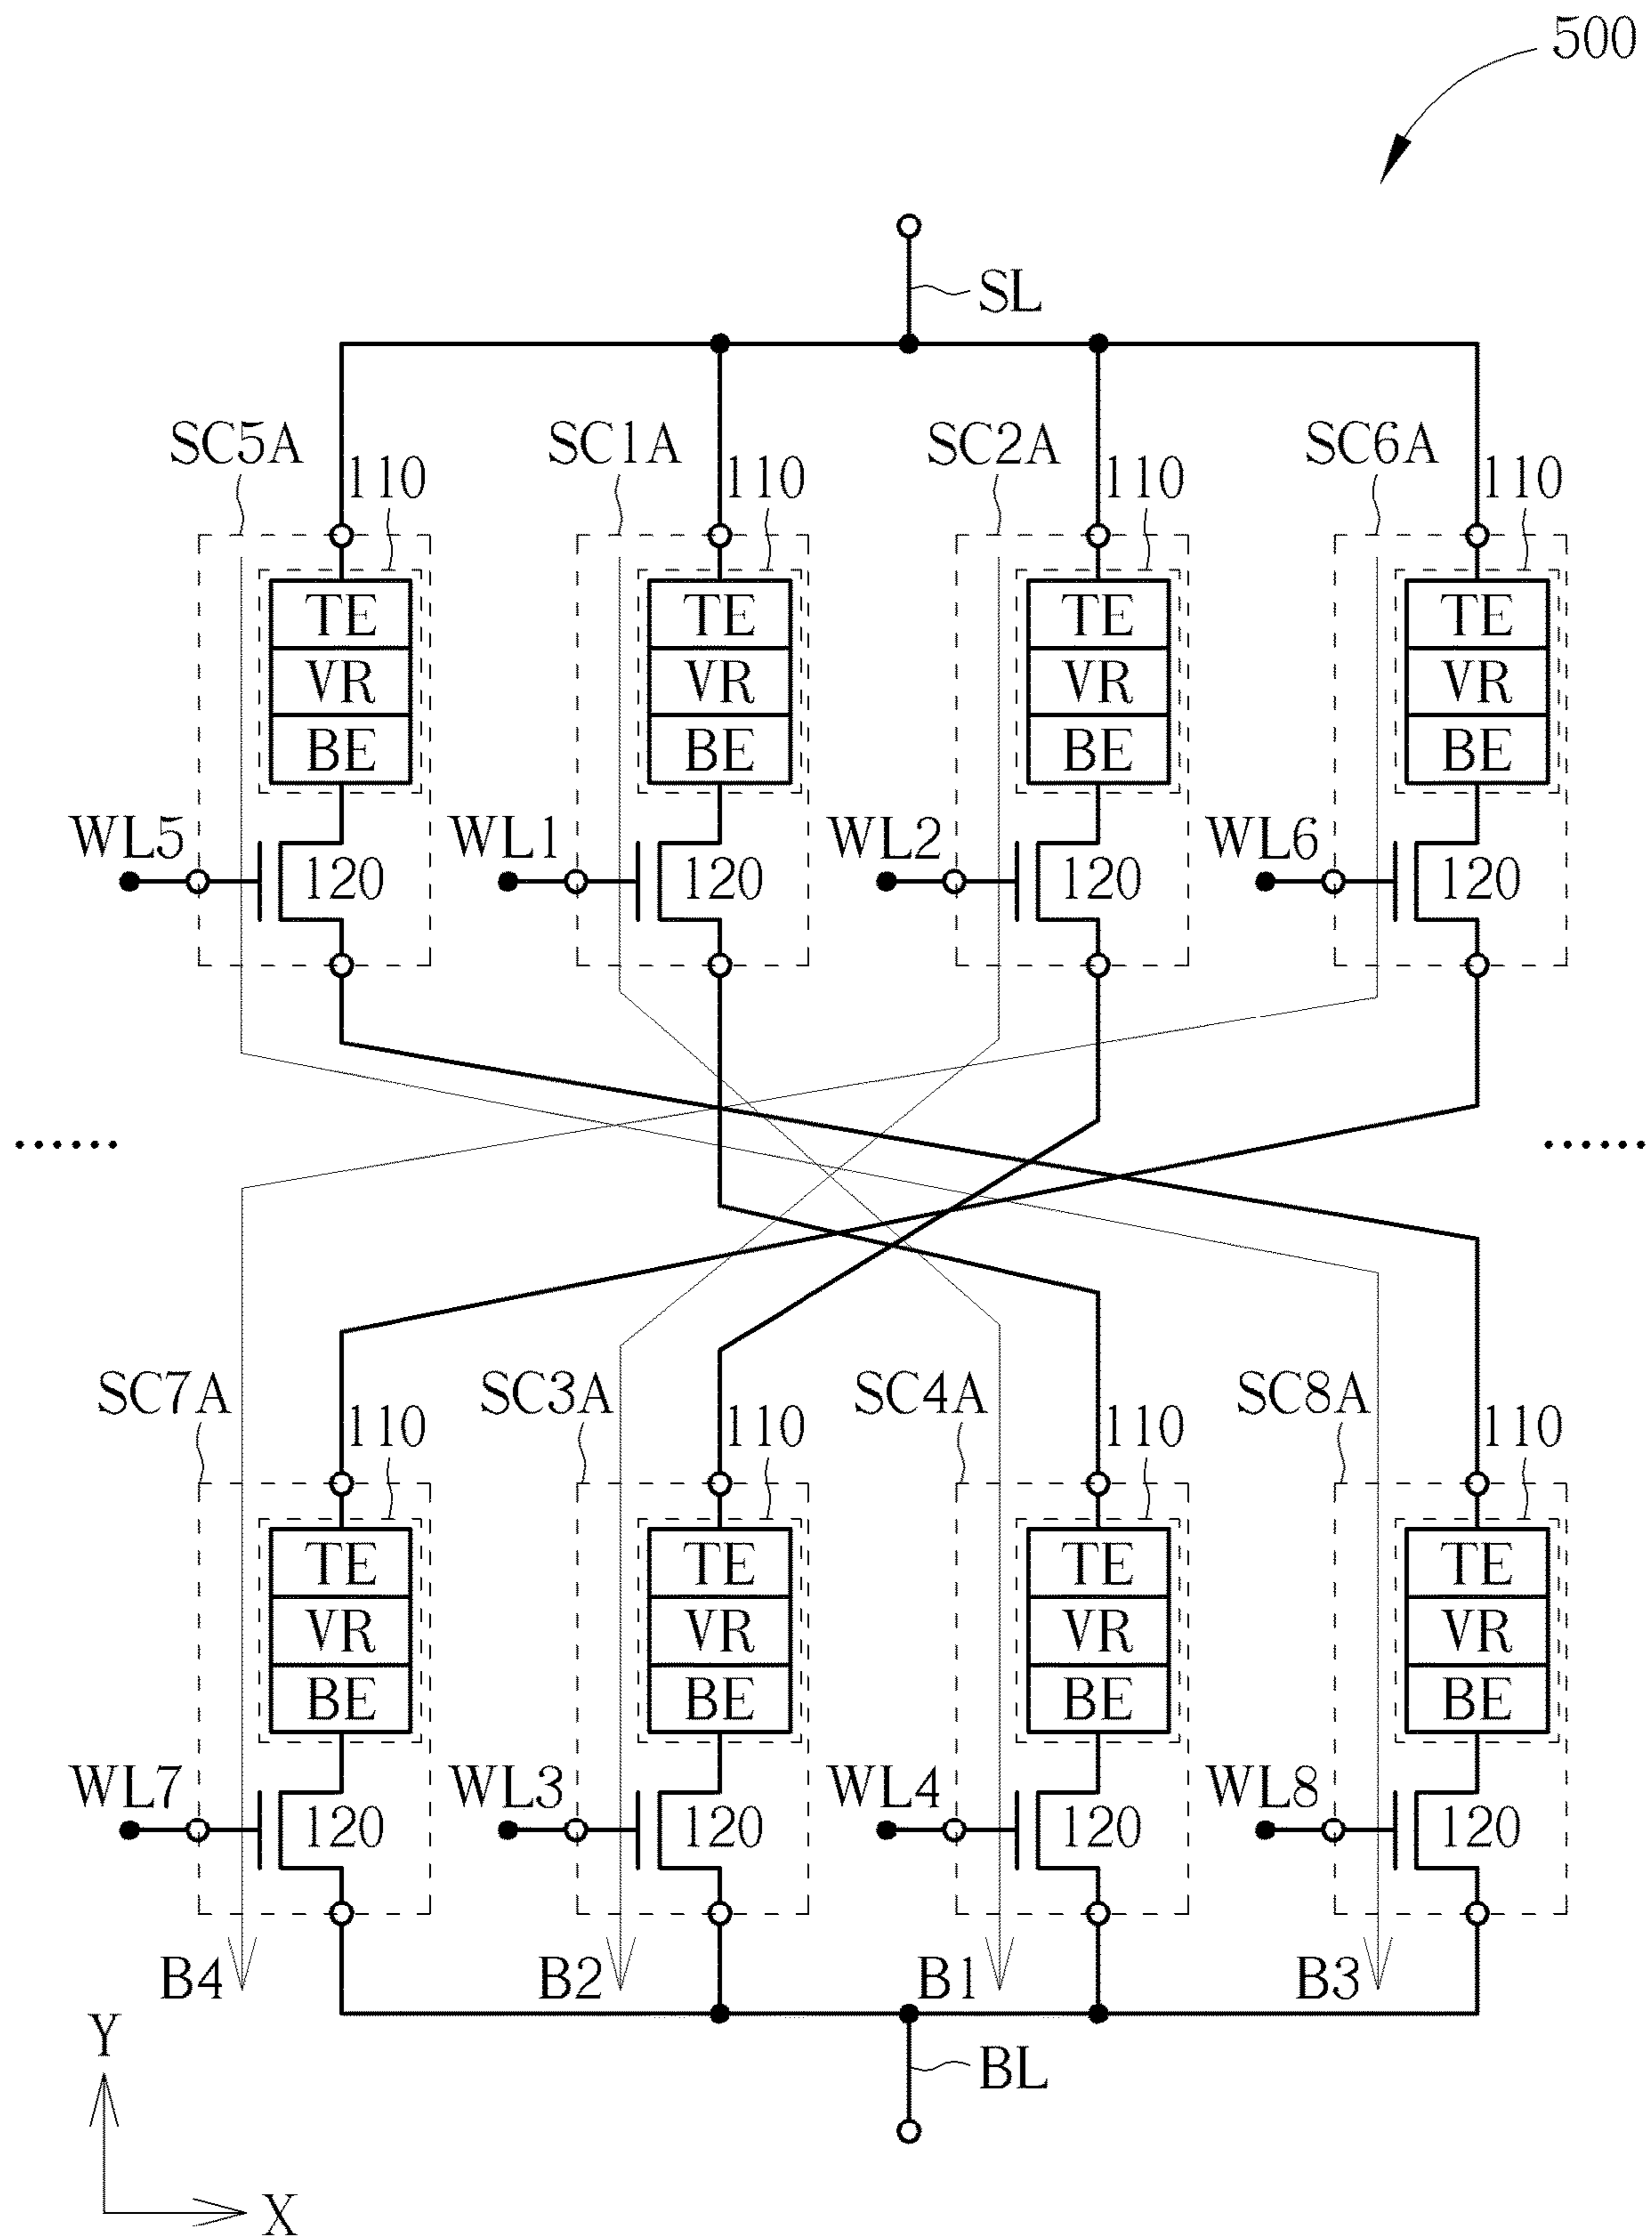 500
SL
SC5A SC1A SC2A SC6A
110 110 110 110
TE TE TE TE
VR VR VR VR
BE BE BE BE
WL5 WL1 WL2 WL6
120 120 120 120
...... ......
SC7A SC3A SC4A SC8A
110 110 110 110
TE TE TE TE
VR VR VR VR
BE BE BE BE
WL7 WL3 WL4 WL8
120 120 120 120
B4 B2 B1 B3
Y
BL
X